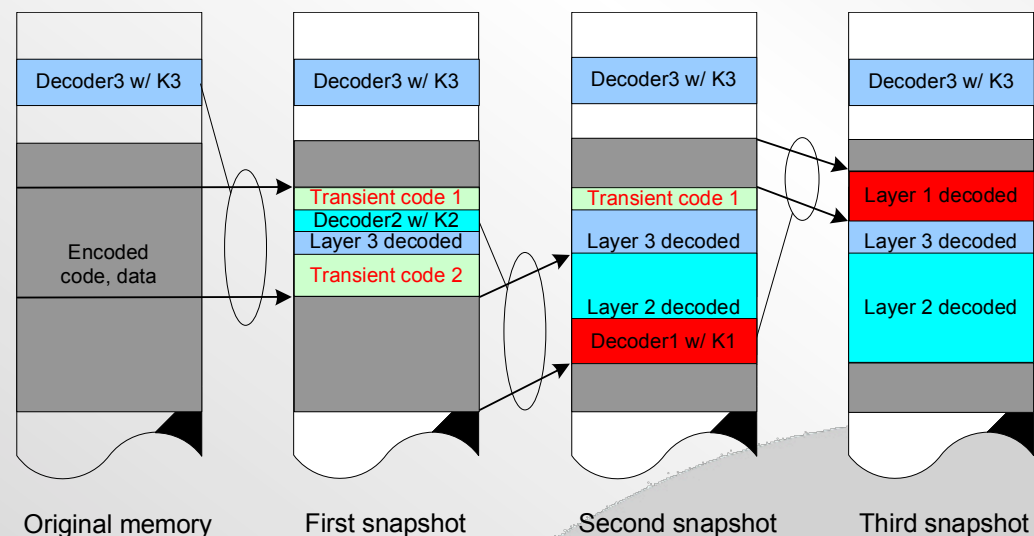 Decoder3 w/ K3
Encoded
code, data
Original memory
Decoder3 w/ K3
Transient code 1
Decoder2 w/ K2
Layer 3 decoded
Transient code 2
First snapshot
Decoder3 w/ K3
Transient code 1
Layer 3 decoded
Layer 2 decoded
Decoder1 w/ K1
Second snapshot
Decoder3 w/ K3
Layer 1 decoded
Layer 3 decoded
Layer 2 decoded
Third snapshot